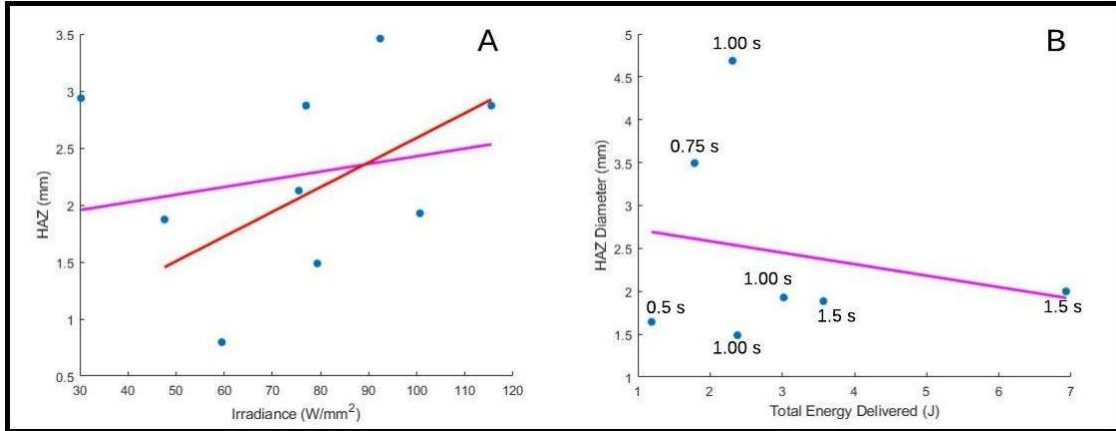 A
3.5
3
2.5
2
1.5
1
0.5
HAZ (mm)
30 40 50 60 70 80 90 100 110 120
Irradiance (W/mm²)
B
5
4.5
4
3.5
3
2.5
2
1.5
1
HAZ Diameter (mm)
1.00 s
0.75 s
1.00 s
0.5 s
1.5 s
1.5 s
1.00 s
1 2 3 4 5 6 7
Total Energy Delivered (J)